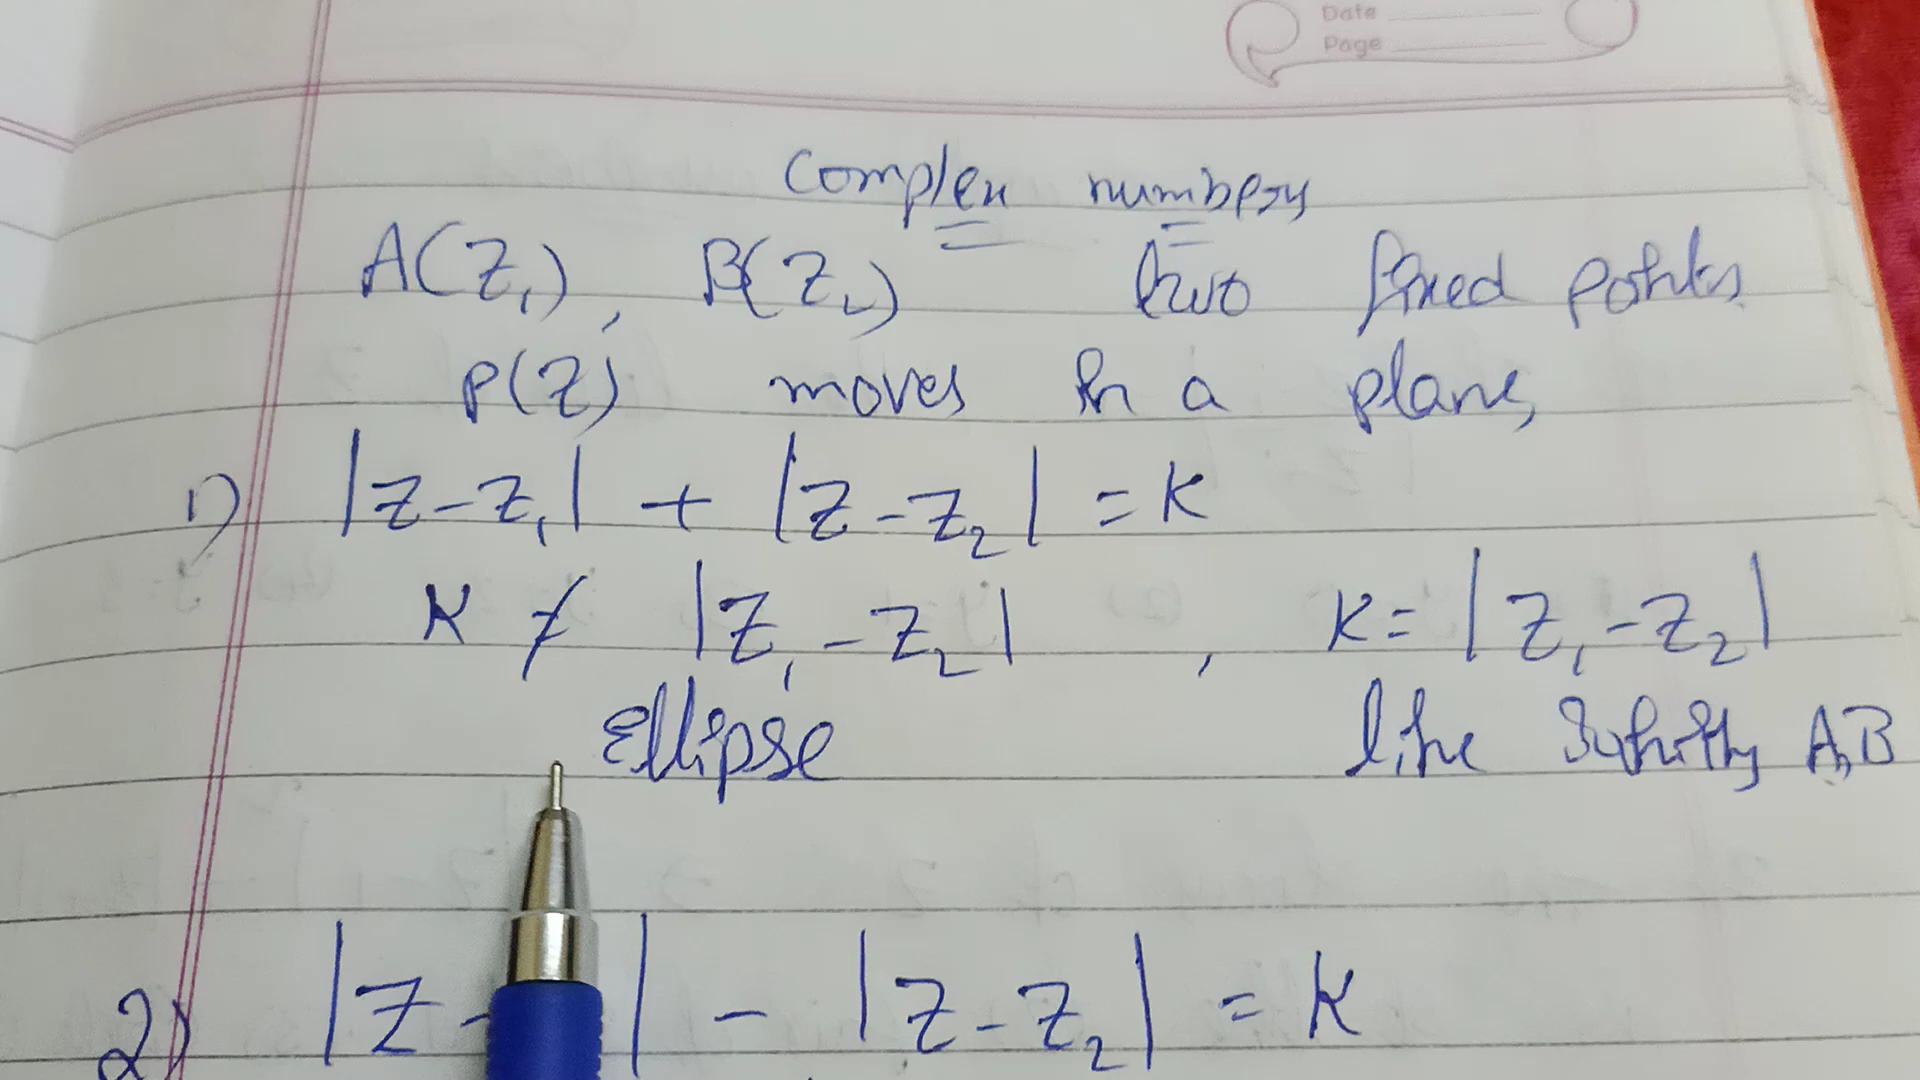 Date
Page
Complex numbers
A(Z₁), B(Z₂) two fixed points
P(Z) moves in a plane,
1) |Z-Z₁| + |Z-Z₂| = K
K ≠ |Z₁-Z₂| , K = |Z₁-Z₂|
Ellipse line A,B
2) |Z- | - |Z-Z₂| = K